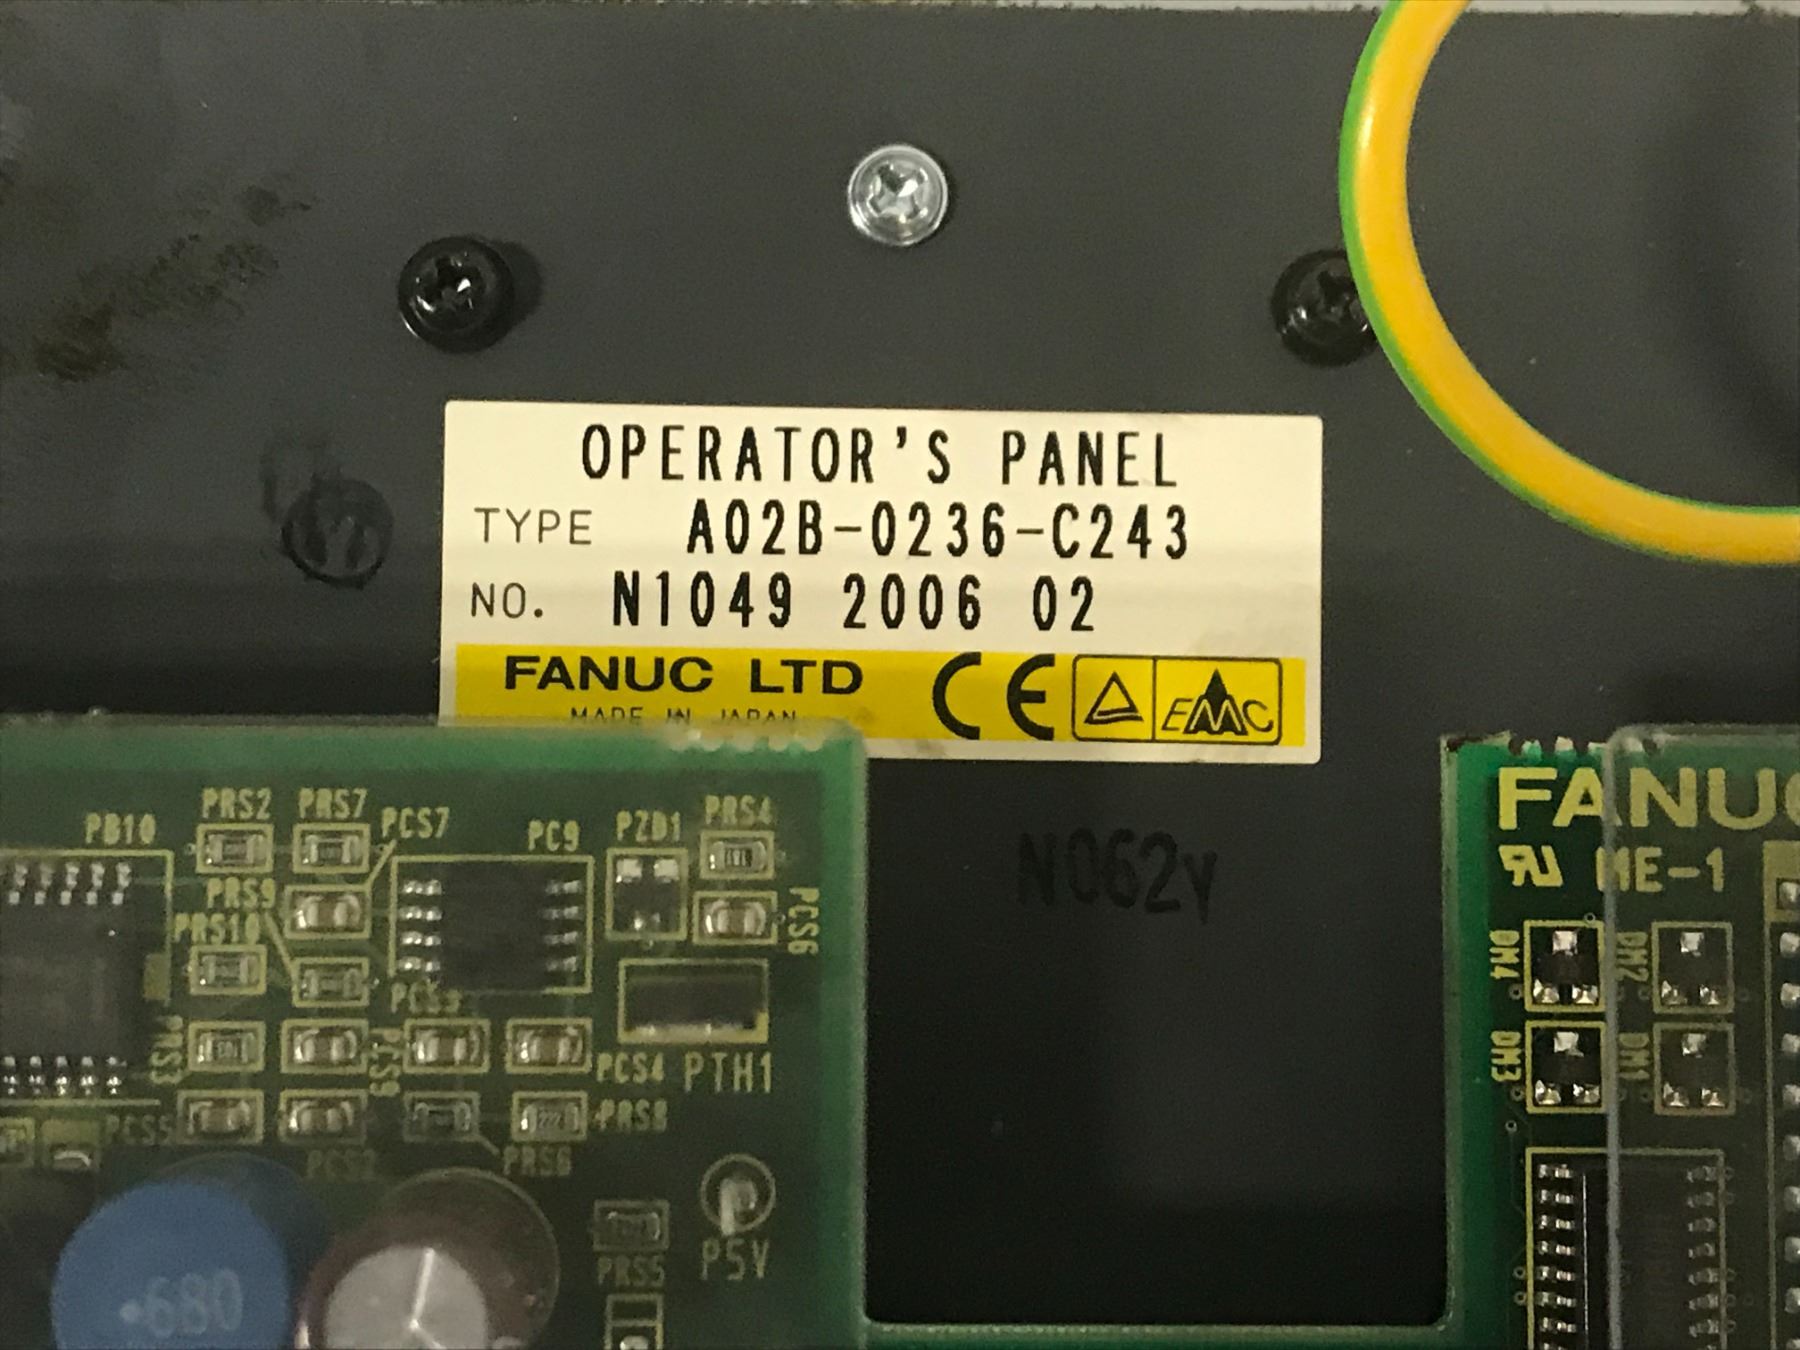 OPERATOR'S PANEL
TYPE A02B-0236-C243
NO. N1049 2006 02
FANUC LTD CE EMC
MADE IN JAPAN
N062y
FANUC
ME-1
PRS2 PRS7
PB10 PCS7 PC9 PZD1 PRS4
PRS9
PRS10 PCS6
PRS3 PCS9 PCS4 PTH1
PCS5 PRS8
PRS6
PRS5 P5V
680
DM4 DM2
DM3 DM1